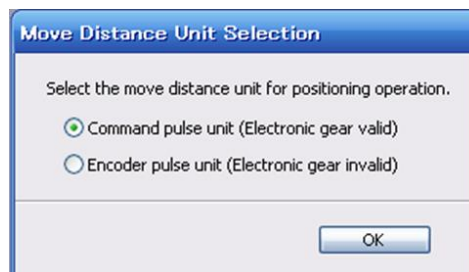 Move Distance Unit Selection
Select the move distance unit for positioning operation.
Command pulse unit (Electronic gear valid)
Encoder pulse unit (Electronic gear invalid)
OK